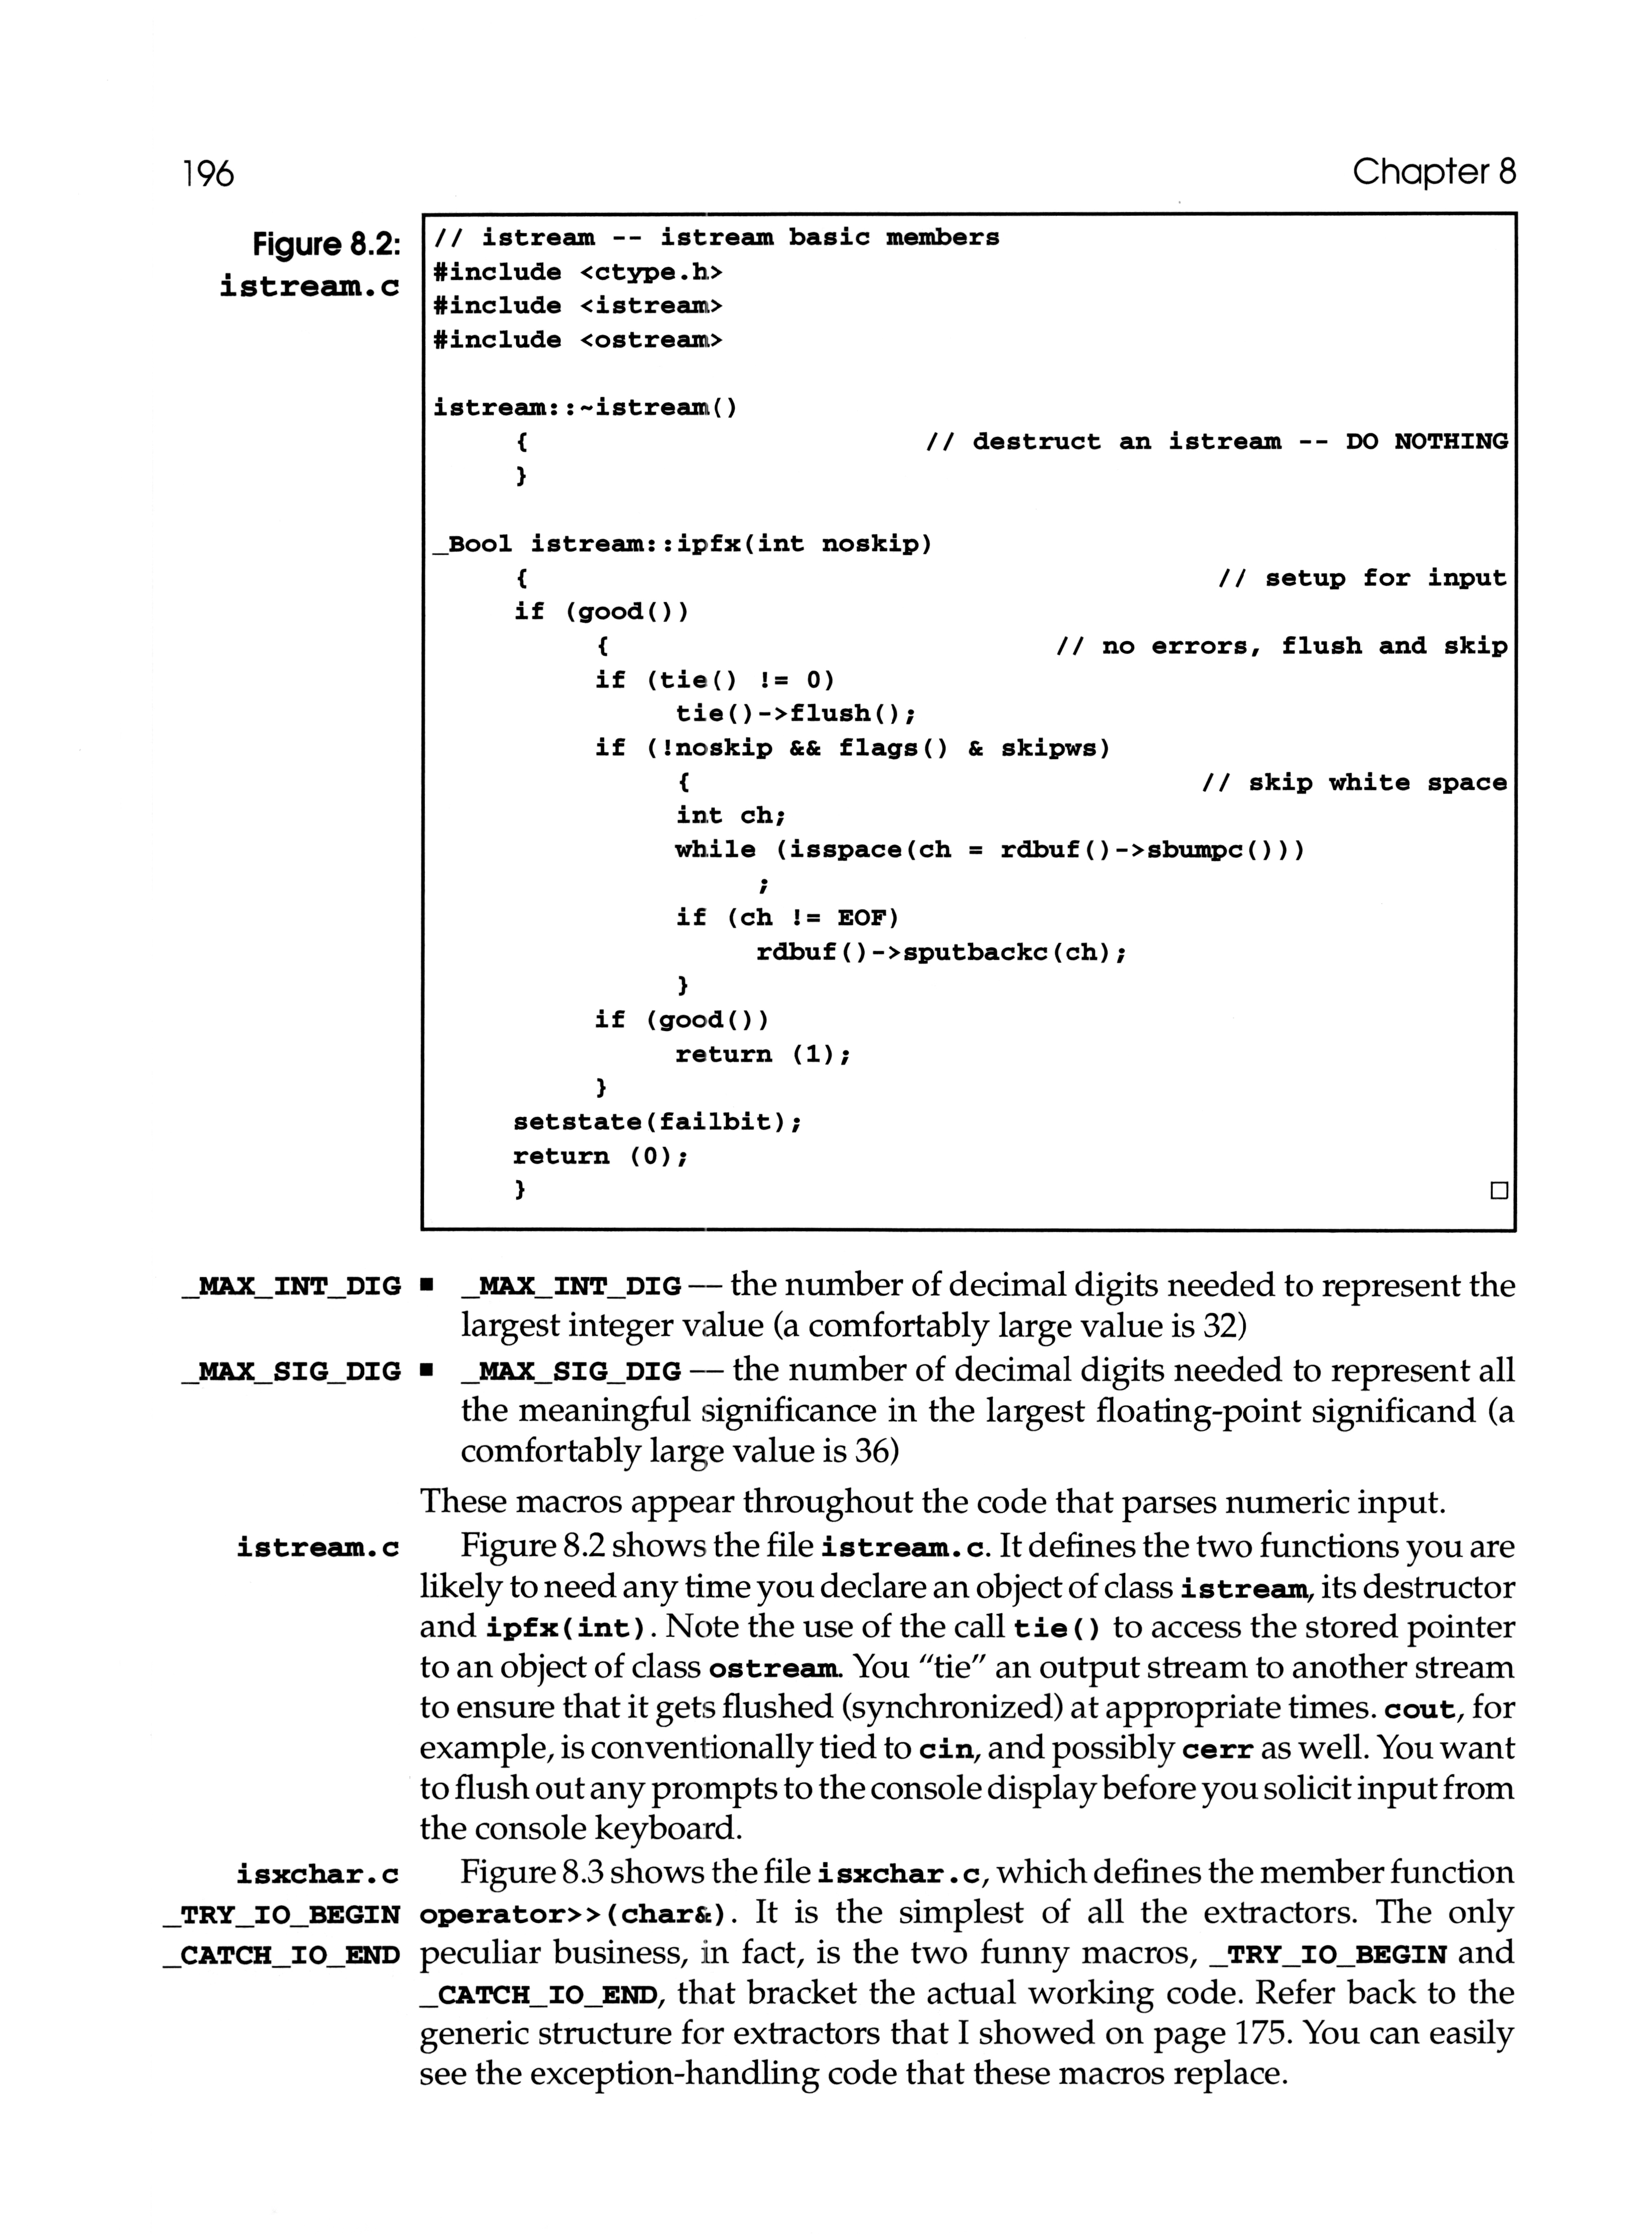 196
Chapter 8
Figure 8.2:
istream.c
// istream -- istream basic members
#include <ctype.h>
#include <istream>
#include <ostream>
istream::~istream()
{ // destruct an istream -- DO NOTHING
}
_Bool istream::ipfx(int noskip)
{ // setup for input
if (good())
{ // no errors, flush and skip
if (tie() != 0)
tie()->flush();
if (!noskip && flags() & skipws)
{ // skip white space
int ch;
while (isspace(ch = rdbuf()->sbumpc()))
;
if (ch != EOF)
rdbuf()->sputbackc(ch);
}
if (good())
return (1);
}
setstate(failbit);
return (0);
}
□
_MAX_INT_DIG ■ _MAX_INT_DIG — the number of decimal digits needed to represent the
largest integer value (a comfortably large value is 32)
_MAX_SIG_DIG ■ _MAX_SIG_DIG — the number of decimal digits needed to represent all
the meaningful significance in the largest floating-point significand (a
comfortably large value is 36)
These macros appear throughout the code that parses numeric input.
istream.c Figure 8.2 shows the file istream.c. It defines the two functions you are
likely to need any time you declare an object of class istream, its destructor
and ipfx(int). Note the use of the call tie() to access the stored pointer
to an object of class ostream. You "tie" an output stream to another stream
to ensure that it gets flushed (synchronized) at appropriate times. cout, for
example, is conventionally tied to cin, and possibly cerr as well. You want
to flush out any prompts to the console display before you solicit input from
the console keyboard.
isxchar.c Figure 8.3 shows the file isxchar.c, which defines the member function
_TRY_IO_BEGIN operator>>(char&). It is the simplest of all the extractors. The only
_CATCH_IO_END peculiar business, in fact, is the two funny macros, _TRY_IO_BEGIN and
_CATCH_IO_END, that bracket the actual working code. Refer back to the
generic structure for extractors that I showed on page 175. You can easily
see the exception-handling code that these macros replace.